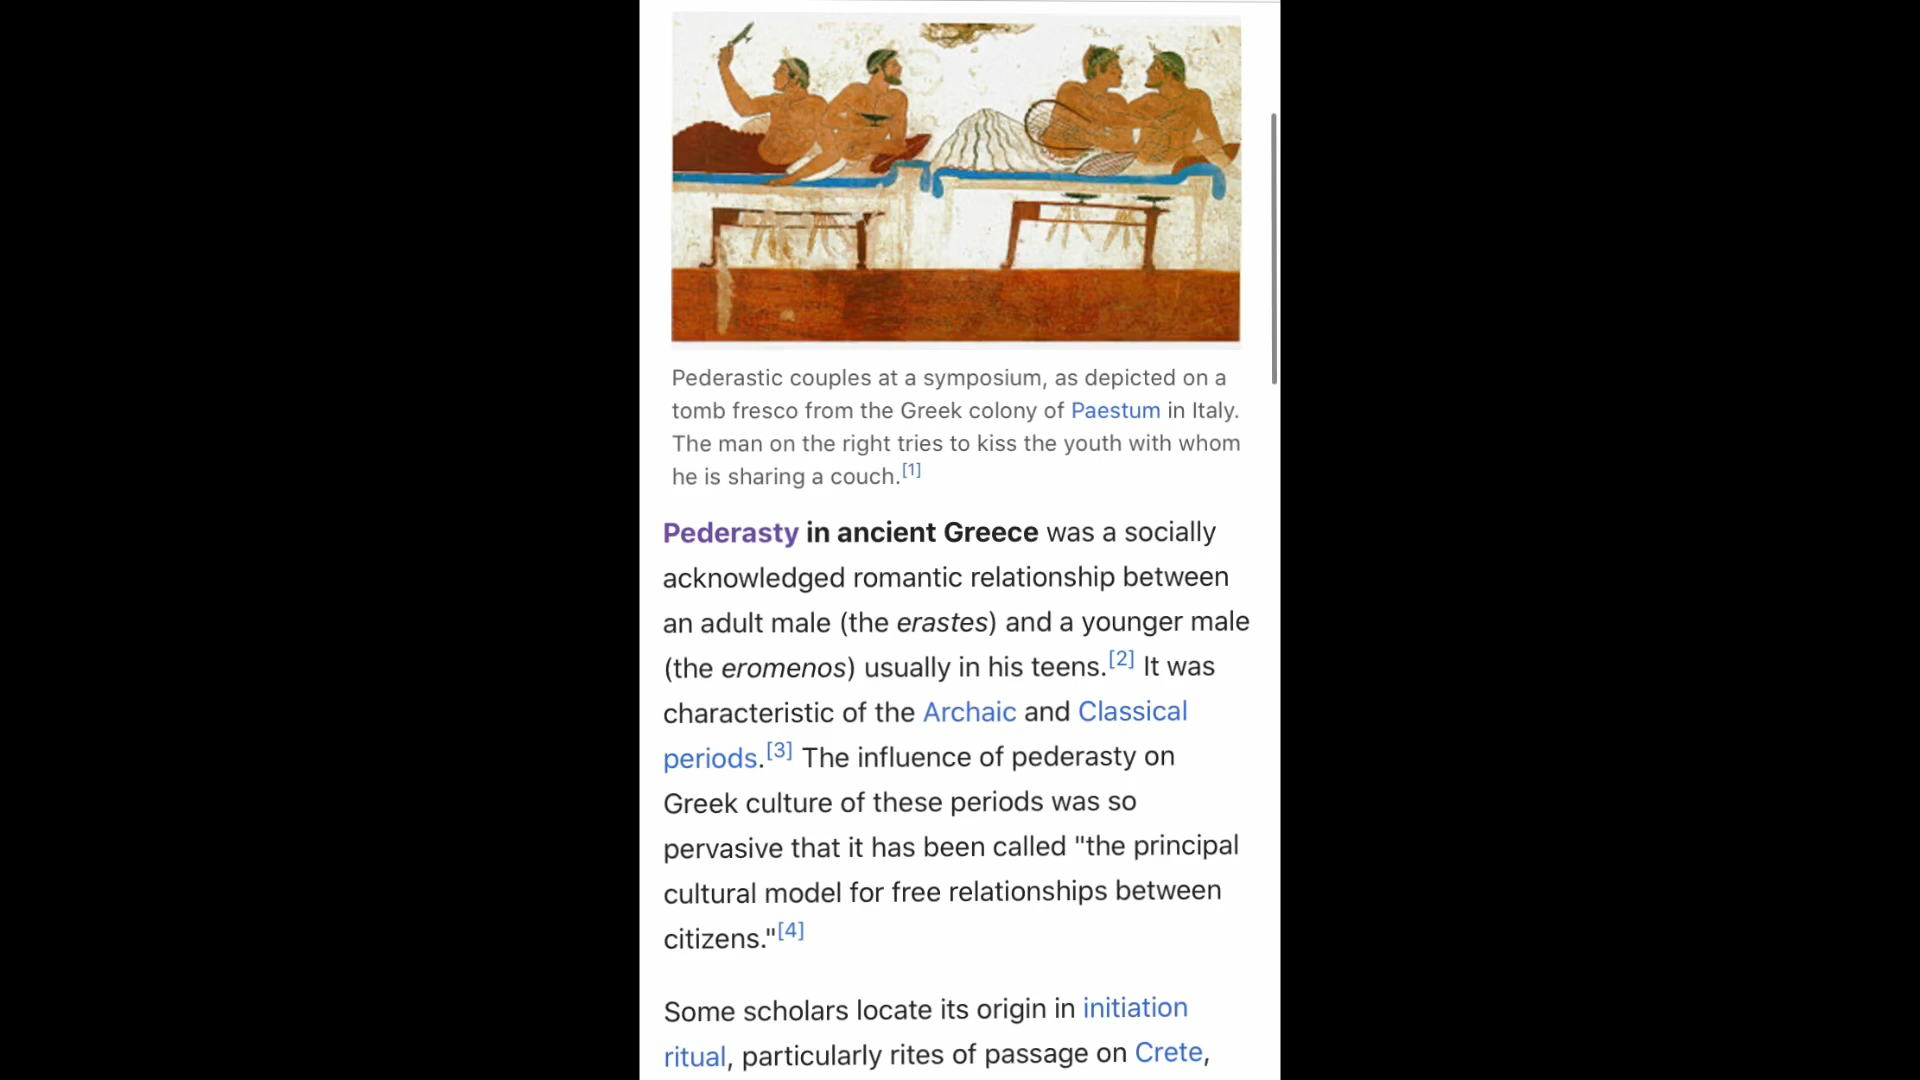 Pederastic couples at a symposium, as depicted on a
tomb fresco from the Greek colony of Paestum in Italy.
The man on the right tries to kiss the youth with whom
he is sharing a couch.[1]
Pederasty in ancient Greece was a socially
acknowledged romantic relationship between
an adult male (the erastes) and a younger male
(the eromenos) usually in his teens.[2] It was
characteristic of the Archaic and Classical
periods.[3] The influence of pederasty on
Greek culture of these periods was so
pervasive that it has been called "the principal
cultural model for free relationships between
citizens."[4]
Some scholars locate its origin in initiation
ritual, particularly rites of passage on Crete,